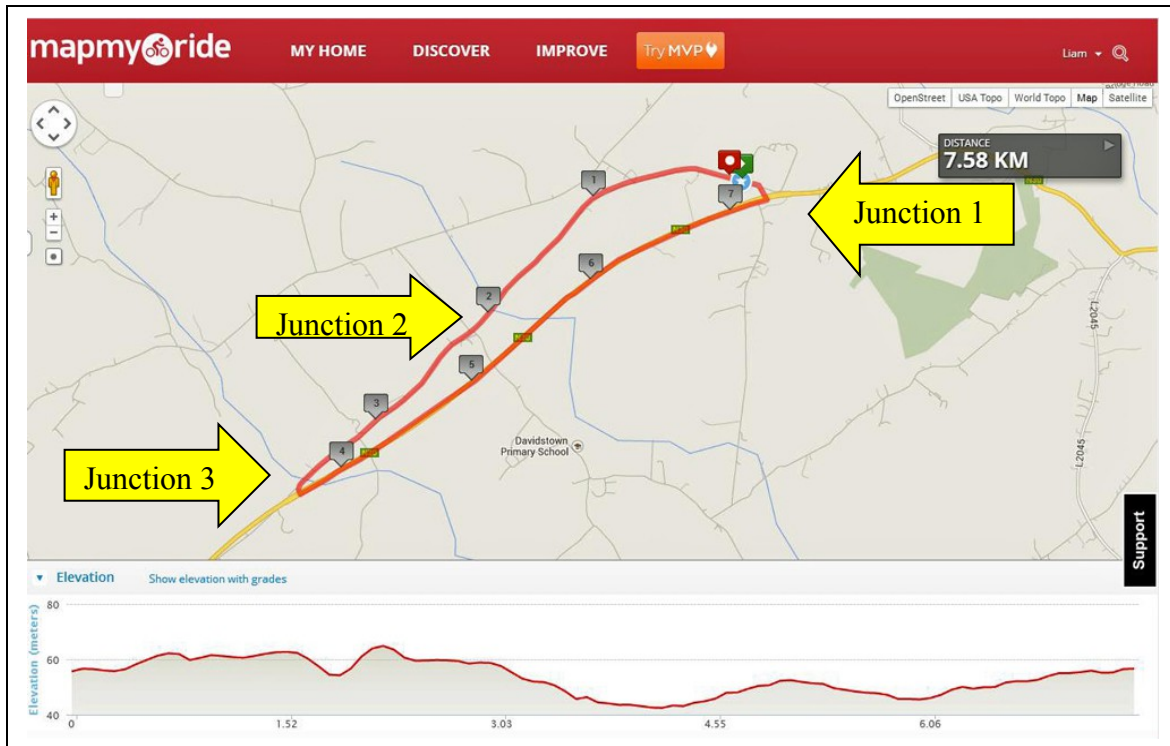 mapmyride
MY HOME
DISCOVER
IMPROVE
Try MVP
Liam
OpenStreet
USA Topo
World Topo
Map
Satellite
DISTANCE
7.58 KM
Junction 1
1
7
6
2
Junction 2
5
3
4
Junction 3
Davidstown
Primary School
L2045
L2045
Support
Elevation
Show elevation with grades
Elevation (meters)
80
60
40
0
1.52
3.03
4.55
6.06